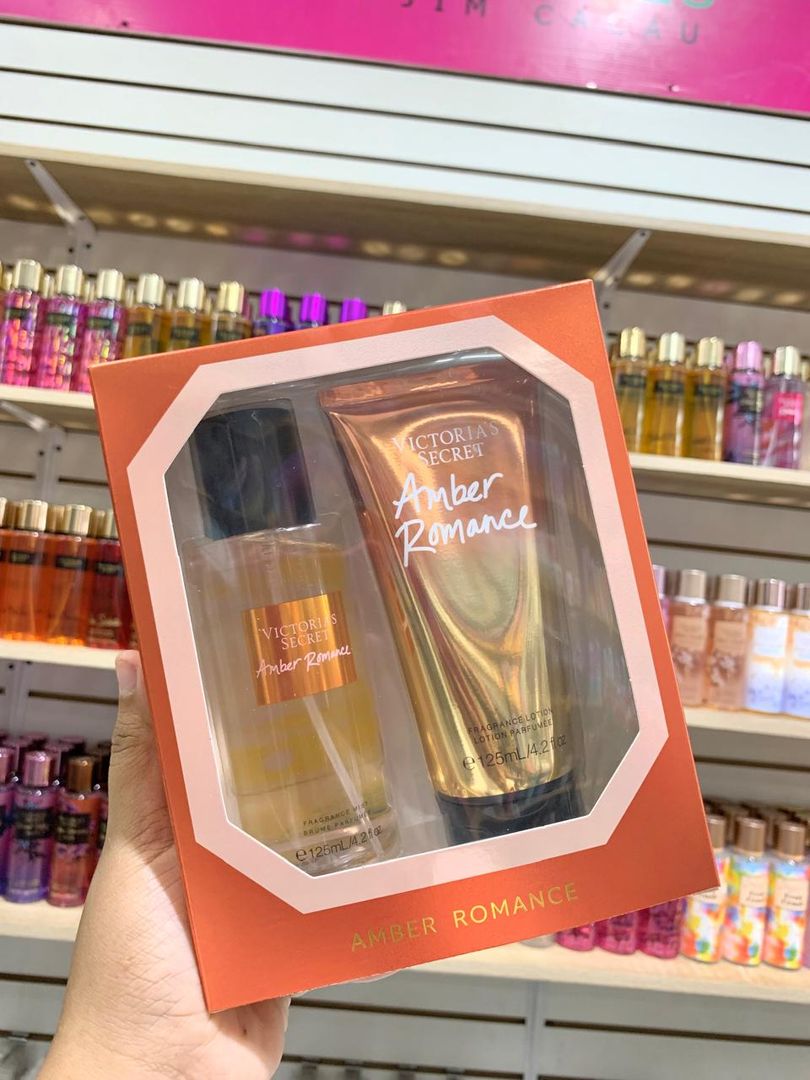 JIM CACAU
VICTORIA'S
SECRET
Amber
Romance
FRAGRANCE LOTION
LOTION PARFUMÉE
℮125mL/4.2 fl oz
VICTORIA'S
SECRET
Amber Romance
FRAGRANCE MIST
BRUME PARFUMÉE
℮125mL/4.2 fl oz
AMBER ROMANCE